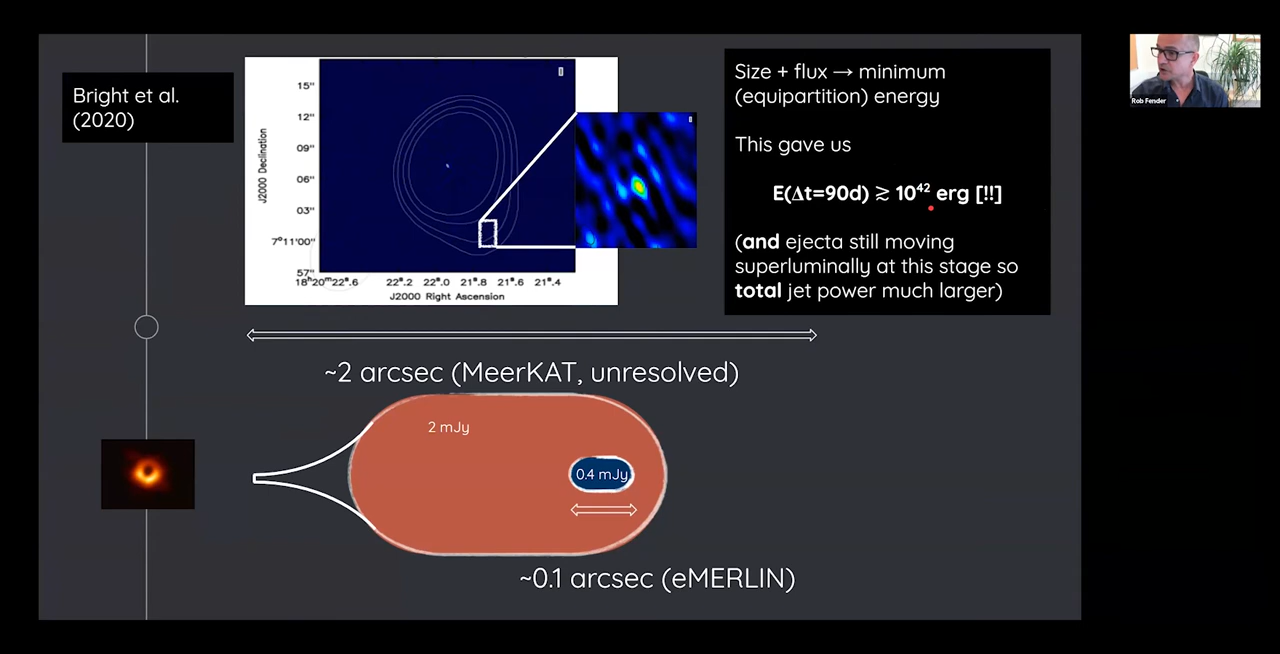 Bright et al.
(2020)
15"
12"
09"
06"
03"
7°11'00"
57"
J2000 Declination
18ʰ20ᵐ22ˢ.6 22ˢ.2 22ˢ.0 21ˢ.8 21ˢ.6 21ˢ.4
J2000 Right Ascension
Size + flux → minimum
(equipartition) energy
This gave us
E(Δt=90d) ≳ 10⁴² erg [!!]
(and ejecta still moving
superluminally at this stage so
total jet power much larger)
Rob Fender
~2 arcsec (MeerKAT, unresolved)
2 mJy
0.4 mJy
~0.1 arcsec (eMERLIN)